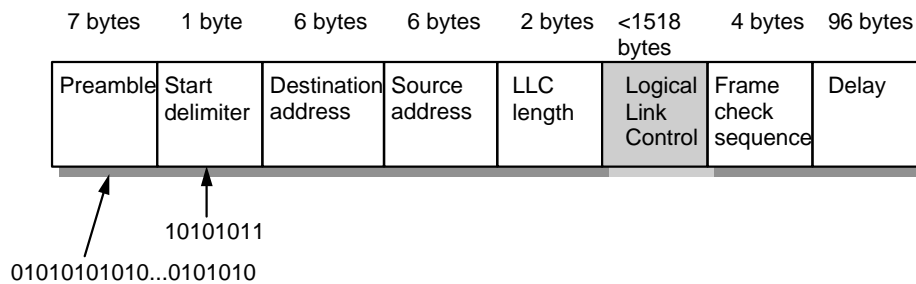 7 bytes 1 byte 6 bytes 6 bytes 2 bytes <1518 bytes 4 bytes 96 bytes
Preamble
Start
delimiter
Destination
address
Source
address
LLC
length
Logical
Link
Control
Frame
check
sequence
Delay
10101011
01010101010...0101010